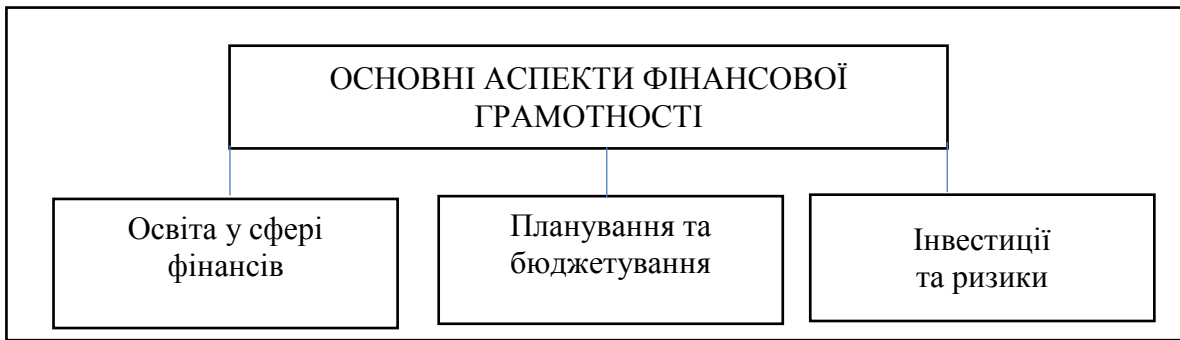 ОСНОВНІ АСПЕКТИ ФІНАНСОВОЇ
ГРАМОТНОСТІ
Освіта у сфері
фінансів
Планування та
бюджетування
Інвестиції
та ризики